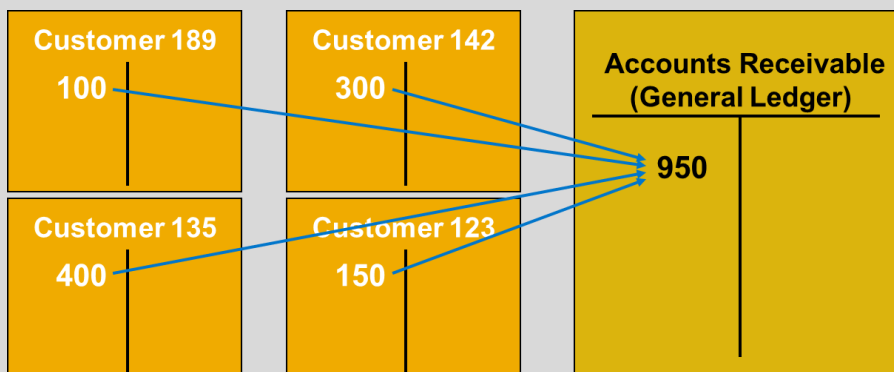 Customer 189
100
Customer 142
300
Customer 135
400
Customer 123
150
Accounts Receivable
(General Ledger)
950